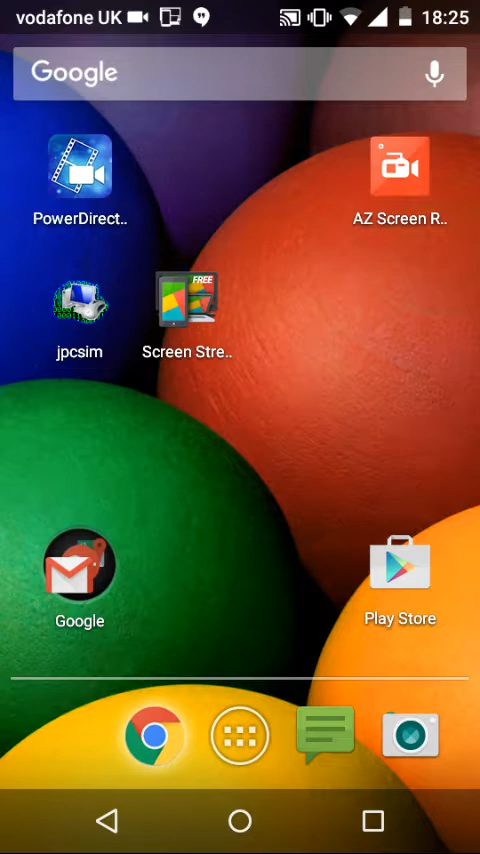 vodafone UK 18:25
Google
PowerDirect.. AZ Screen R..
FREE
jpcsim Screen Stre..
Google Play Store